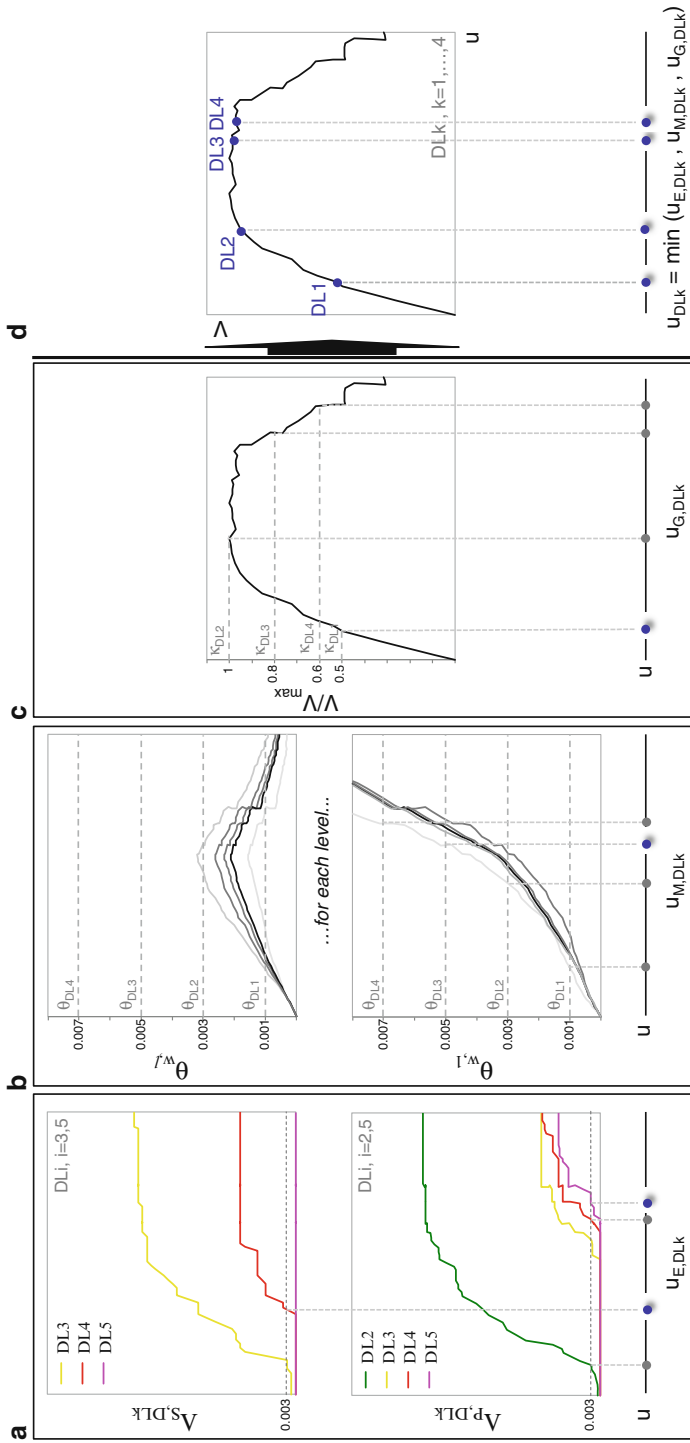 a
Λ_S,DLk
0.003
DL3
DL4
DL5
DLi, i=3,5
Λ_P,DLk
0.003
DL2
DL3
DL4
DL5
DLi, i=2,5
u
u_E,DLk
b
θ_w,l
0.007
0.005
0.003
0.001
θ_DL4
θ_DL3
θ_DL2
θ_DL1
...for each level...
θ_w,1
0.007
0.005
0.003
0.001
θ_DL4
θ_DL3
θ_DL2
θ_DL1
u
u_M,DLk
c
V/V_max
1
0.8
0.6
0.5
κ_DL2
κ_DL3
κ_DL4
u
u_G,DLk
d
V
DL1
DL2
DL3 DL4
DLk , k=1,...,4
u
u_DLk = min (u_E,DLk , u_M,DLk , u_G,DLk)